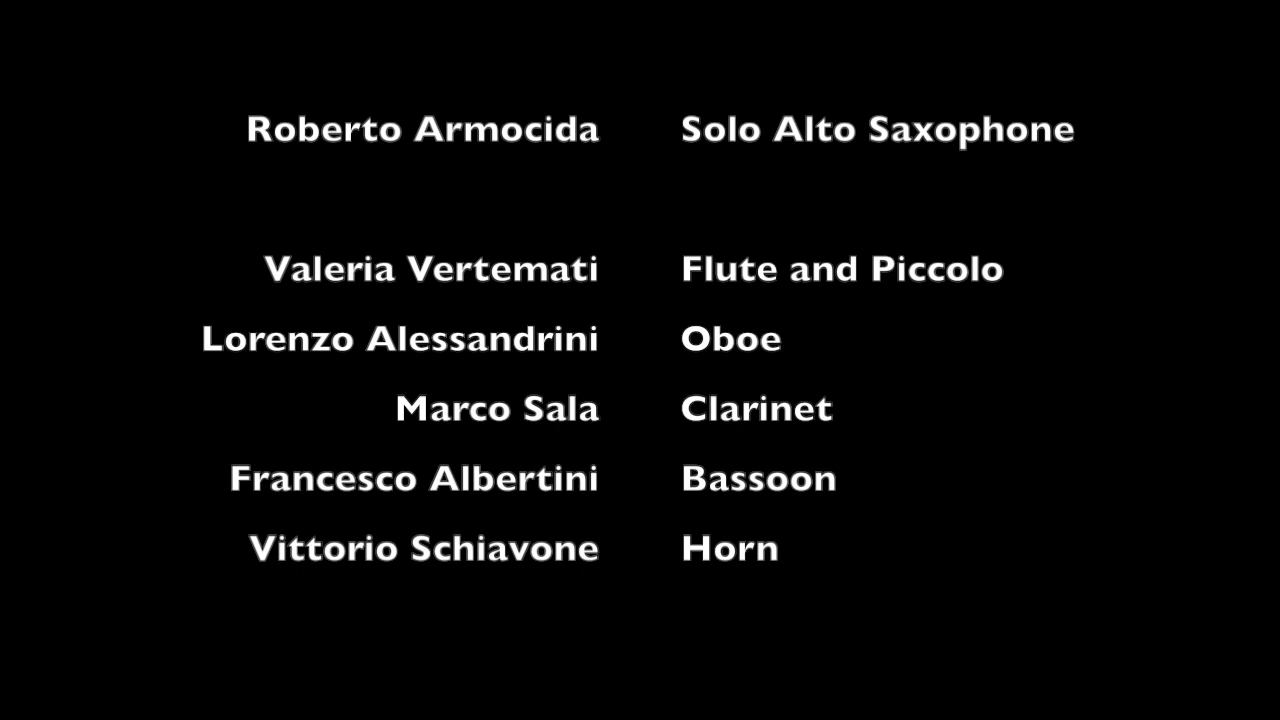 Roberto Armocida Solo Alto Saxophone
Valeria Vertemati Flute and Piccolo
Lorenzo Alessandrini Oboe
Marco Sala Clarinet
Francesco Albertini Bassoon
Vittorio Schiavone Horn